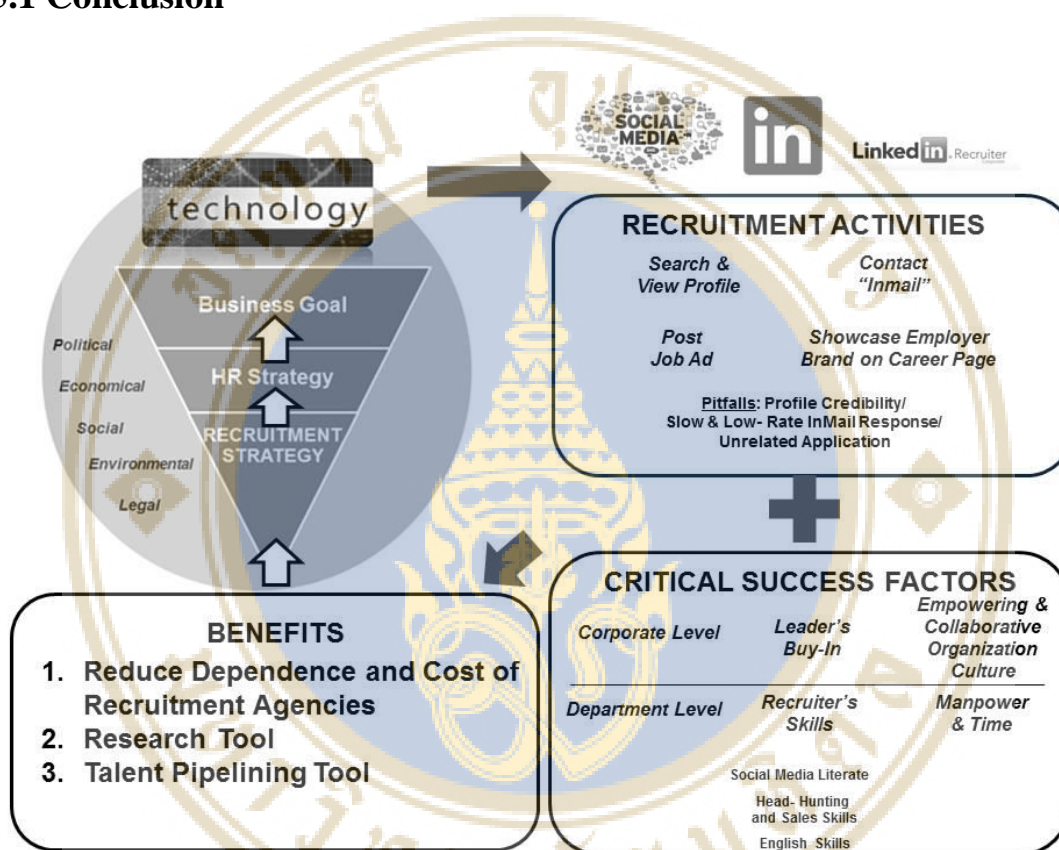 5.1 Conclusion
SOCIAL
MEDIA
in
Linked in Recruiter
technology
RECRUITMENT ACTIVITIES
Search &
View Profile
Contact
“Inmail”
Post
Job Ad
Showcase Employer
Brand on Career Page
Pitfalls: Profile Credibility/
Slow & Low- Rate InMail Response/
Unrelated Application
Business Goal
HR Strategy
RECRUITMENT
STRATEGY
Political
Economical
Social
Environmental
Legal
CRITICAL SUCCESS FACTORS
Corporate Level
Leader's
Buy-In
Empowering &
Collaborative
Organization
Culture
Department Level
Recruiter's
Skills
Manpower
& Time
Social Media Literate
Head- Hunting
and Sales Skills
English Skills
BENEFITS
1. Reduce Dependence and Cost of
Recruitment Agencies
2. Research Tool
3. Talent Pipelining Tool